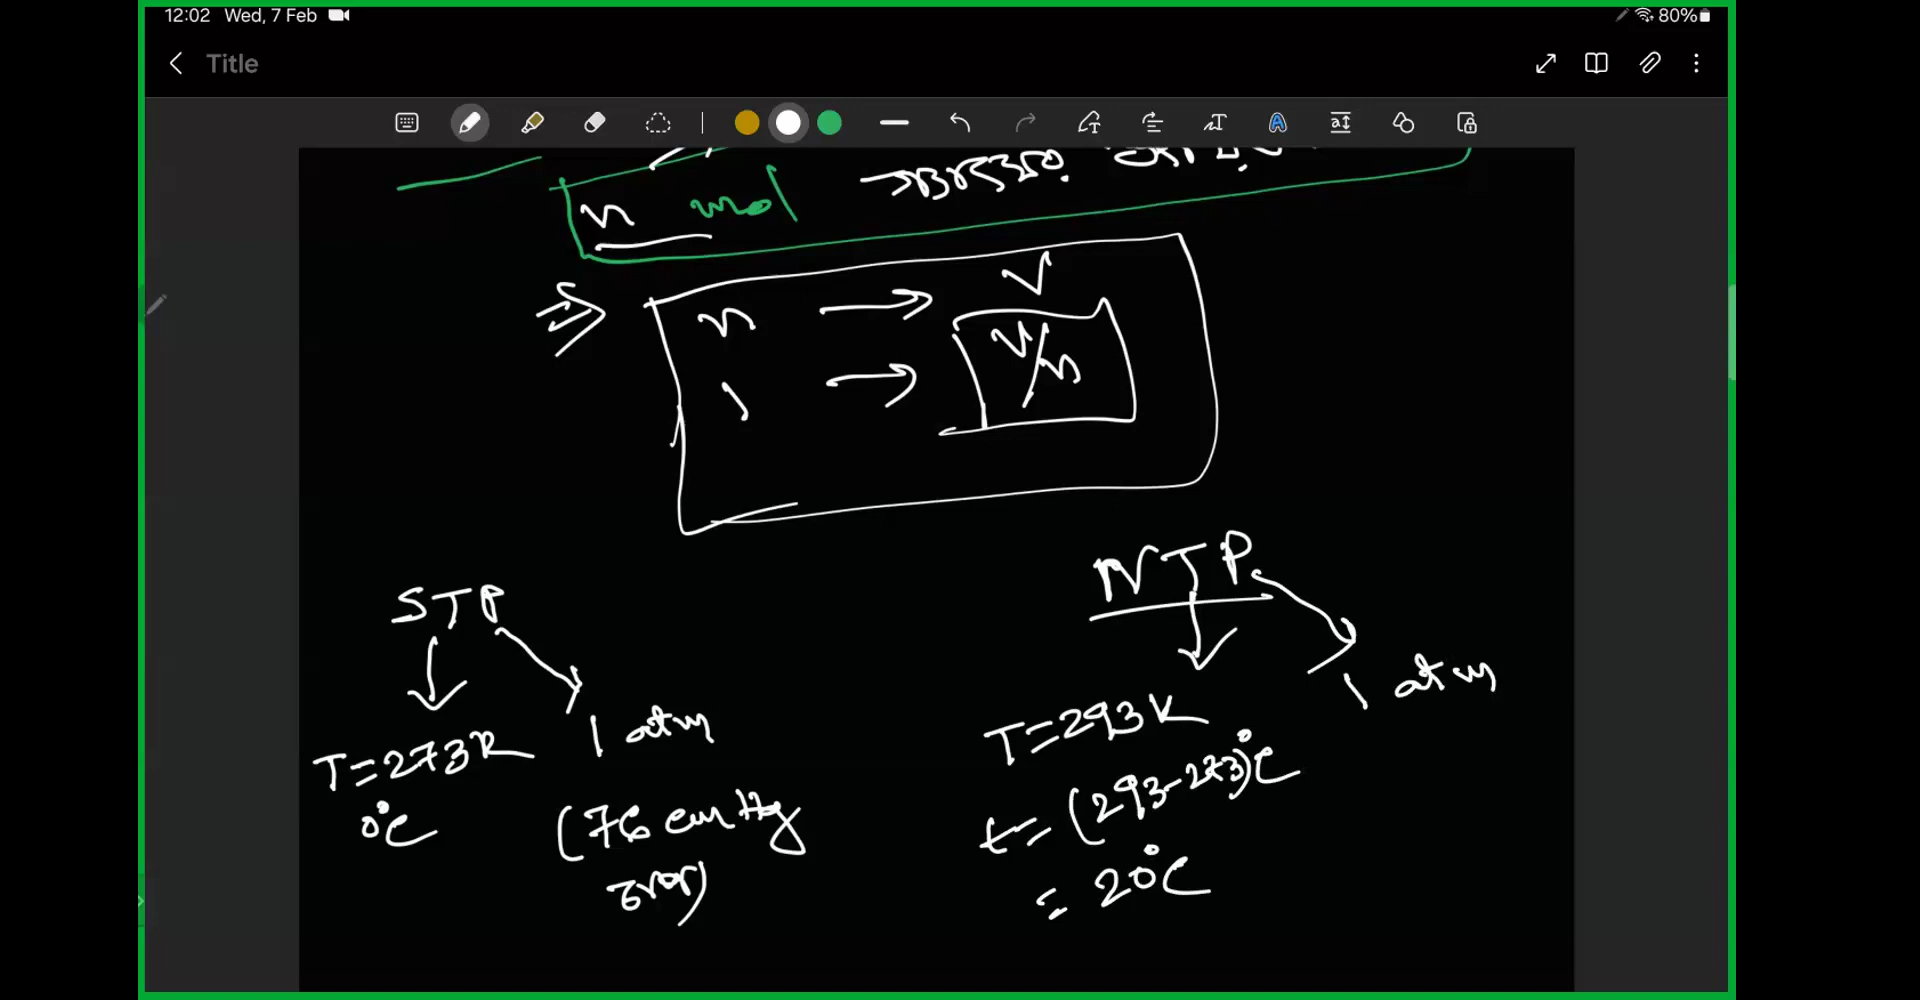 12:02 Wed, 7 Feb 80%
Title
n mol
n → V
1 → V/n
STP NTP
1 atm 1 atm
T=273K T=293K
0°C t=(293-273)°C
(76 cm Hg
= 20°C